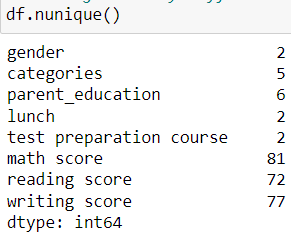 df.nunique()
gender 2
categories 5
parent_education 6
lunch 2
test preparation course 2
math score 81
reading score 72
writing score 77
dtype: int64